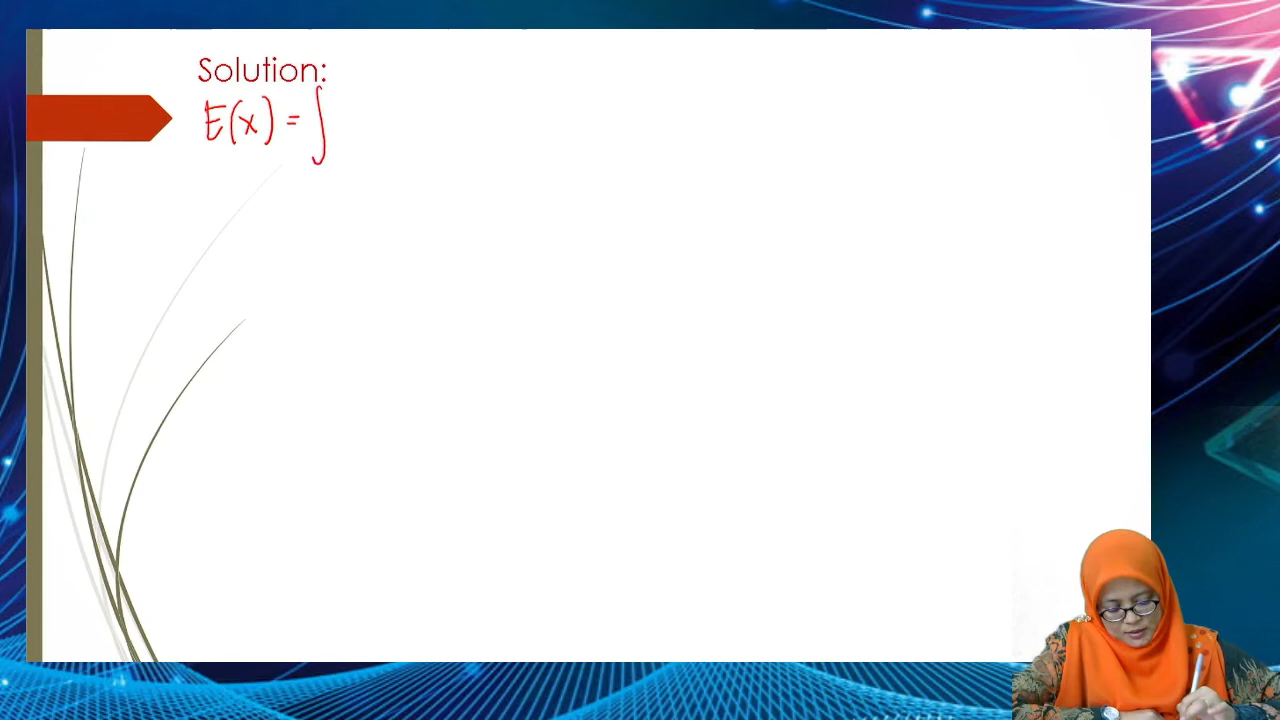 Solution:
E(x) = ∫